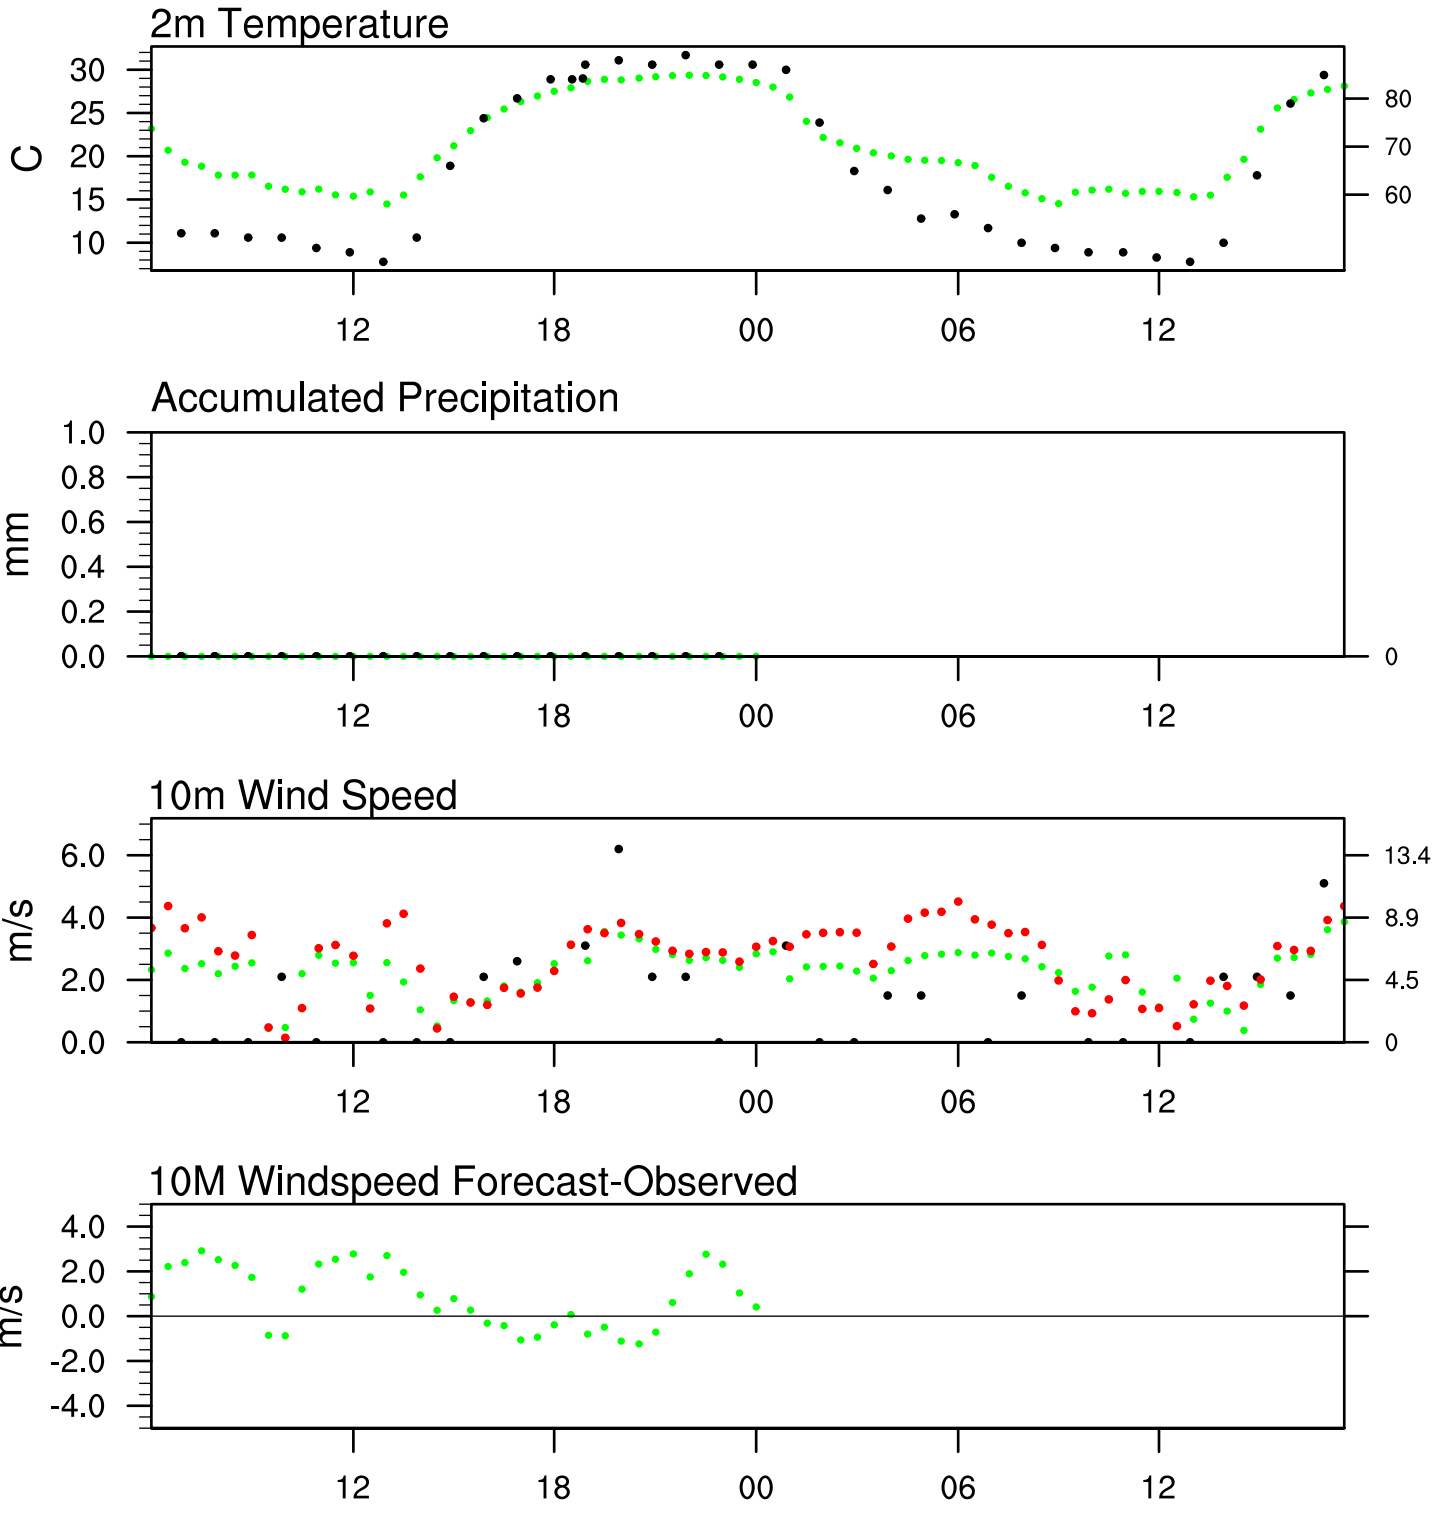 2m Temperature
30
25
20
15
10
C
80
70
60
12 18 00 06 12
Accumulated Precipitation
1.0
0.8
0.6
0.4
0.2
0.0
mm
0
12 18 00 06 12
10m Wind Speed
6.0
4.0
2.0
0.0
m/s
13.4
8.9
4.5
0
12 18 00 06 12
10M Windspeed Forecast-Observed
4.0
2.0
0.0
-2.0
-4.0
m/s
12 18 00 06 12